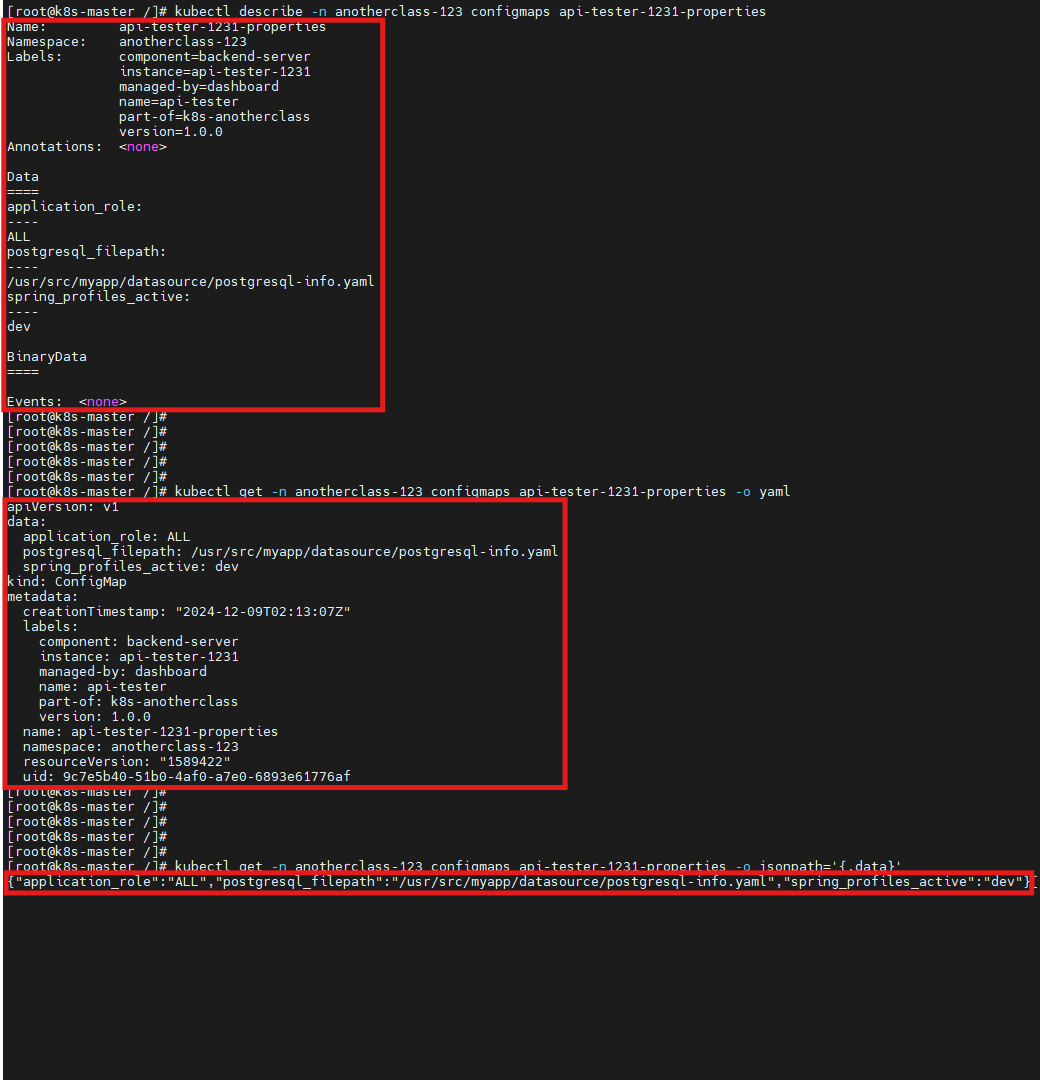 [root@k8s-master /]# kubectl describe -n anotherclass-123 configmaps api-tester-1231-properties
Name:         api-tester-1231-properties
Namespace:    anotherclass-123
Labels:       component=backend-server
              instance=api-tester-1231
              managed-by=dashboard
              name=api-tester
              part-of=k8s-anotherclass
              version=1.0.0
Annotations:  <none>

Data
====
application_role:
----
ALL
postgresql_filepath:
----
/usr/src/myapp/datasource/postgresql-info.yaml
spring_profiles_active:
----
dev

BinaryData
====

Events:  <none>
[root@k8s-master /]#
[root@k8s-master /]#
[root@k8s-master /]#
[root@k8s-master /]#
[root@k8s-master /]#
[root@k8s-master /]# kubectl get -n anotherclass-123 configmaps api-tester-1231-properties -o yaml
apiVersion: v1
data:
  application_role: ALL
  postgresql_filepath: /usr/src/myapp/datasource/postgresql-info.yaml
  spring_profiles_active: dev
kind: ConfigMap
metadata:
  creationTimestamp: "2024-12-09T02:13:07Z"
  labels:
    component: backend-server
    instance: api-tester-1231
    managed-by: dashboard
    name: api-tester
    part-of: k8s-anotherclass
    version: 1.0.0
  name: api-tester-1231-properties
  namespace: anotherclass-123
  resourceVersion: "1589422"
  uid: 9c7e5b40-51b0-4af0-a7e0-6893e61776af
[root@k8s-master /]#
[root@k8s-master /]#
[root@k8s-master /]#
[root@k8s-master /]#
[root@k8s-master /]#
[root@k8s-master /]# kubectl get -n anotherclass-123 configmaps api-tester-1231-properties -o jsonpath='{.data}'
{"application_role":"ALL","postgresql_filepath":"/usr/src/myapp/datasource/postgresql-info.yaml","spring_profiles_active":"dev"}[